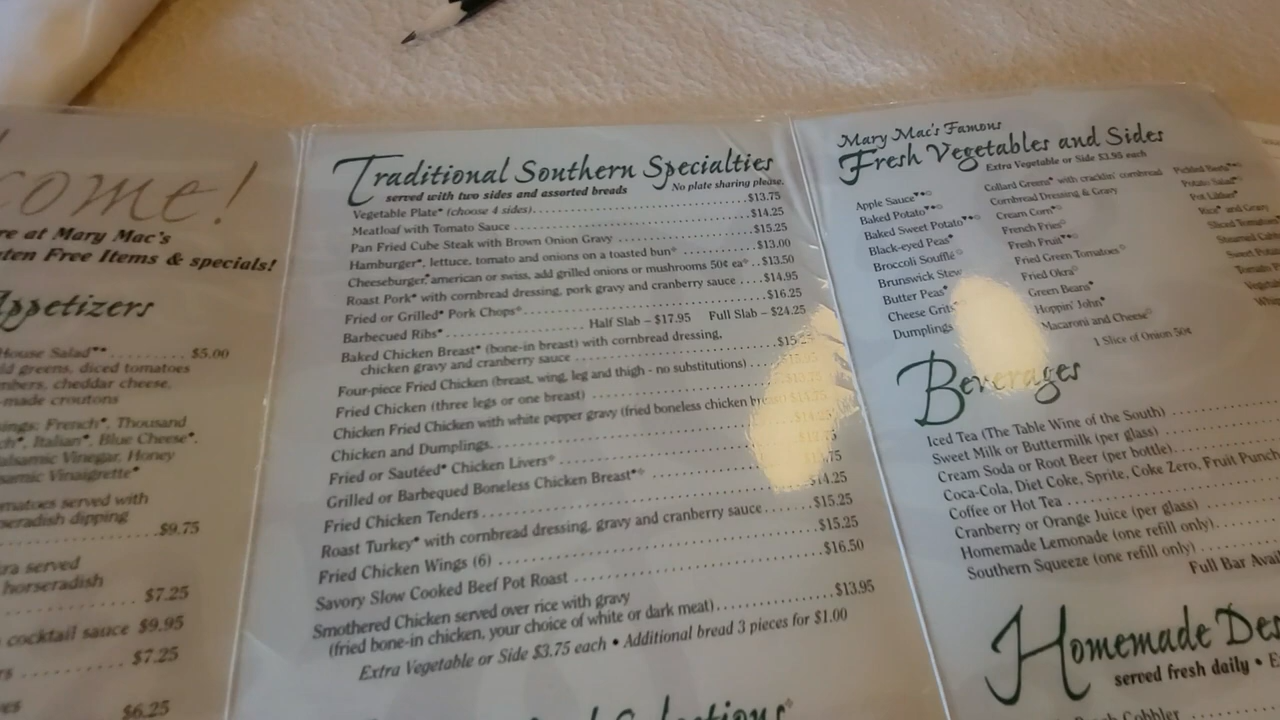 come!
re at Mary Mac's
ten Free Items & specials!
Appetizers
House Salad♥* ......... $5.00
ld greens, diced tomatoes
mbers, cheddar cheese,
-made croutons
ings: French*, Thousand
ch*, Italian*, Blue Cheese*,
alsamic Vinegar, Honey
samic Vinaigrette*
matoes served with
seradish dipping
$9.75
ra served
horseradish
$7.25
cocktail sauce $9.95
rs ..... $7.25
ves $6.25
Traditional Southern Specialties
served with two sides and assorted breads No plate sharing please.
Vegetable Plate* (choose 4 sides) ..... $13.75
Meatloaf with Tomato Sauce ..... $14.25
Pan Fried Cube Steak with Brown Onion Gravy ..... $15.25
Hamburger*, lettuce, tomato and onions on a toasted bun* .. $13.00
Cheeseburger,* american or swiss, add grilled onions or mushrooms 50¢ ea* .. $13.50
Roast Pork* with cornbread dressing, pork gravy and cranberry sauce .... $14.95
Fried or Grilled* Pork Chops° ..... $16.25
Barbecued Ribs* ..... Half Slab – $17.95 Full Slab – $24.25
Baked Chicken Breast* (bone-in breast) with cornbread dressing,
chicken gravy and cranberry sauce .....
Four-piece Fried Chicken (breast, wing, leg and thigh - no substitutions) ....
Fried Chicken (three legs or one breast)
Chicken Fried Chicken with white pepper gravy (fried boneless chicken breast)
Chicken and Dumplings.
Fried or Sautéed* Chicken Livers°
Grilled or Barbequed Boneless Chicken Breast*°
Fried Chicken Tenders ..... $14.25
Roast Turkey* with cornbread dressing, gravy and cranberry sauce ....... $15.25
Fried Chicken Wings (6) ..... $15.25
Savory Slow Cooked Beef Pot Roast ..... $16.50
Smothered Chicken served over rice with gravy
(fried bone-in chicken, your choice of white or dark meat) ..... $13.95
Extra Vegetable or Side $3.75 each • Additional bread 3 pieces for $1.00
Mary Mac's Famous
Fresh Vegetables and Sides
Extra Vegetable or Side $3.95 each
Apple Sauce♥*°
Baked Potato♥*°
Baked Sweet Potato♥*°
Black-eyed Peas*
Broccoli Soufflé°
Brunswick Stew
Butter Peas*
Cheese Grits
Dumplings
Collard Greens* with cracklin' cornbread
Cornbread Dressing & Gravy
Cream Corn*°
French Fries°
Fresh Fruit♥*°
Fried Green Tomatoes°
Fried Okra°
Green Beans*
Hoppin' John*
Macaroni and Cheese°
1 Slice of Onion 50¢
Pickled Beets♥*°
Potato Salad*°
Pot Likker*
Rice* and Gravy
Sliced Tomatoes
Steamed
Sweet
Tomato
Beverages
Iced Tea (The Table Wine of the South) .....
Sweet Milk or Buttermilk (per glass) .....
Cream Soda or Root Beer (per bottle) .....
Coca-Cola, Diet Coke, Sprite, Coke Zero, Fruit Punch
Coffee or Hot Tea .....
Cranberry or Orange Juice (per glass) .....
Homemade Lemonade (one refill only) .....
Southern Squeeze (one refill only) .....
Full Bar Avai
Homemade Des
served fresh daily •
Cobbler .....